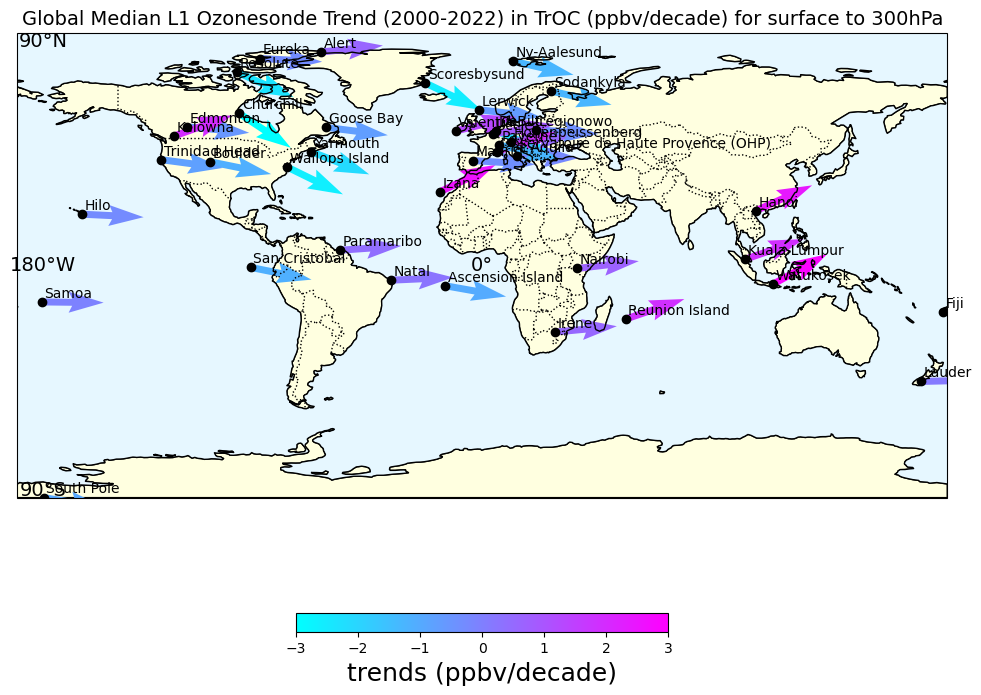 Global Median L1 Ozonesonde Trend (2000-2022) in TrOC (ppbv/decade) for surface to 300hPa
90°N
Alert
Eureka
Resolute
Ny-Aalesund
Scoresbysund
Sodankyla
Churchill
Lerwick
Edmonton
Goose Bay
Kelowna
Hohenpeissenberg
Yarmouth
Observatoire de Haute Provence (OHP)
Trinidad Head
Boulder
Wallops Island
Izana
Hanoi
Hilo
Paramaribo
Kuala Lumpur
San Cristobal
180°W
0°
Nairobi
Natal
Ascension Island
Watukosek
Samoa
Reunion Island
Fiji
Irene
Lauder
90°S
South Pole
−3 −2 −1 0 1 2 3
trends (ppbv/decade)